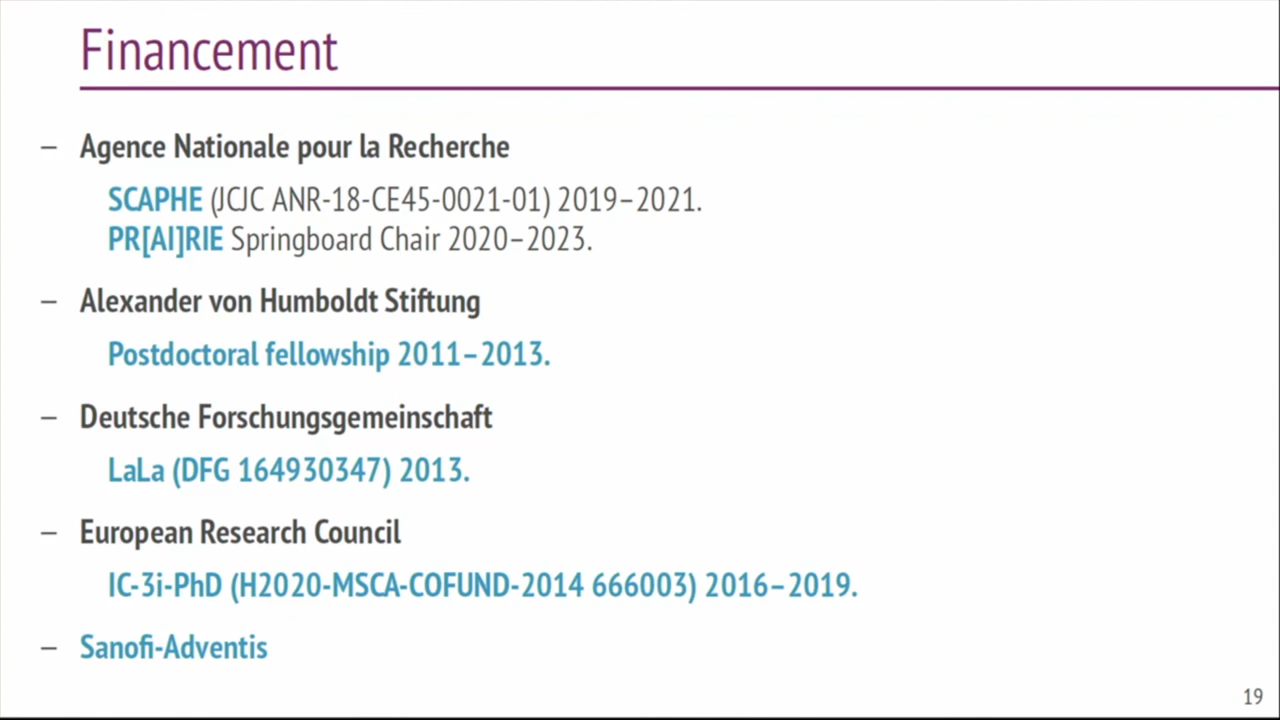 Financement
– Agence Nationale pour la Recherche
SCAPHE (JCJC ANR-18-CE45-0021-01) 2019–2021.
PR[AI]RIE Springboard Chair 2020–2023.
– Alexander von Humboldt Stiftung
Postdoctoral fellowship 2011–2013.
– Deutsche Forschungsgemeinschaft
LaLa (DFG 164930347) 2013.
– European Research Council
IC-3i-PhD (H2020-MSCA-COFUND-2014 666003) 2016–2019.
– Sanofi-Adventis
19